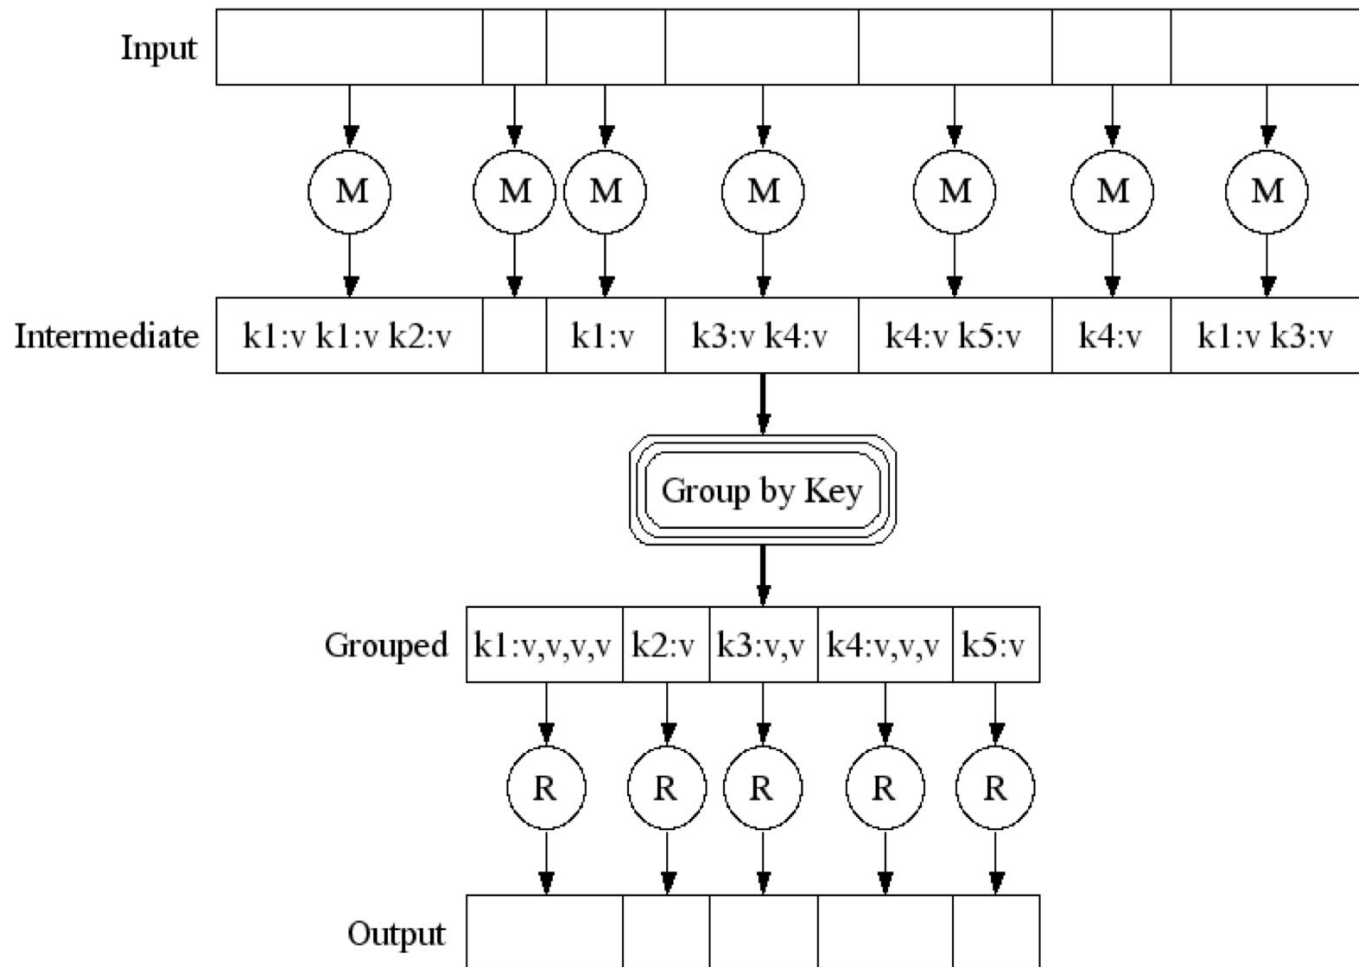 Input
M M M M M M M
Intermediate k1:v k1:v k2:v k1:v k3:v k4:v k4:v k5:v k4:v k1:v k3:v
Group by Key
Grouped k1:v,v,v,v k2:v k3:v,v k4:v,v,v k5:v
R R R R R
Output